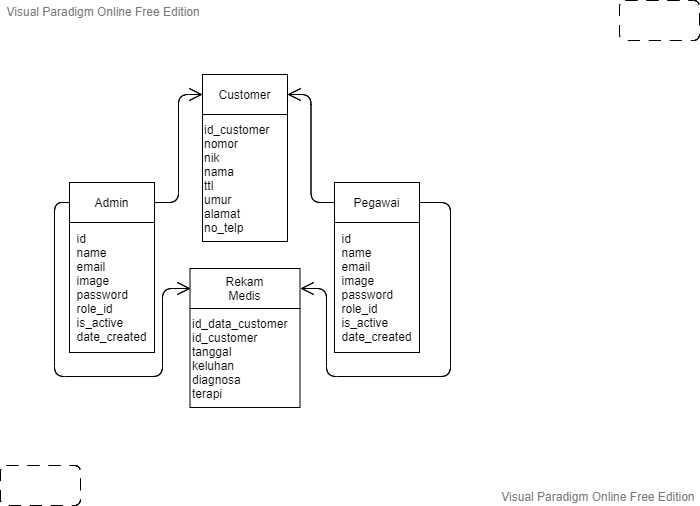 Visual Paradigm Online Free Edition
Customer
id_customer
nomor
nik
nama
ttl
umur
alamat
no_telp
Admin
id
name
email
image
password
role_id
is_active
date_created
Pegawai
id
name
email
image
password
role_id
is_active
date_created
Rekam
Medis
id_data_customer
id_customer
tanggal
keluhan
diagnosa
terapi
Visual Paradigm Online Free Edition